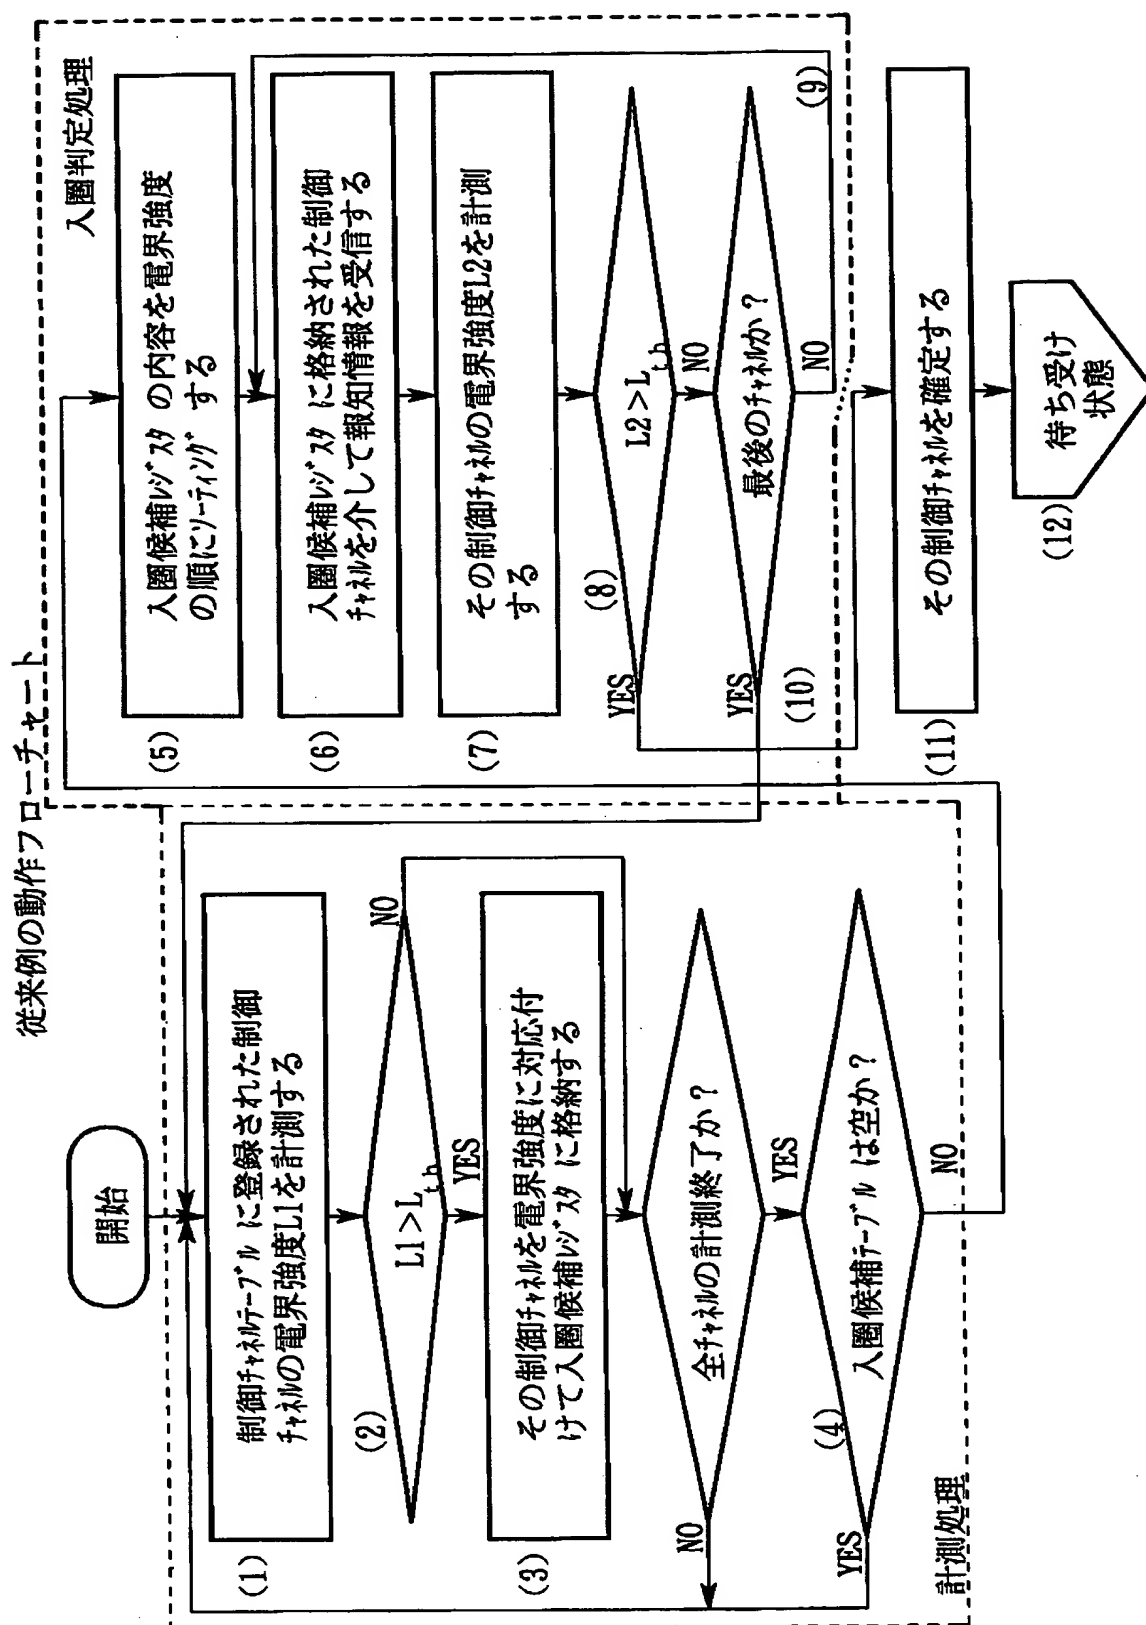 従来例の動作フローチャート
開始
(1)
制御チャネルテーブル に登録された制御
チャネルの電界強度L1を計測する
(2)
L1>Lth
NO
YES
(3)
その制御チャネルを電界強度に対応付
けて入圏候補レジスタ に格納する
全チャネルの計測終了か?
NO
YES
(4)
入圏候補テーブル は空か?
YES
NO
計測処理
入圏判定処理
(5)
入圏候補レジスタ の内容を電界強度
の順にソーティング する
(6)
入圏候補レジスタ に格納された制御
チャネルを介して報知情報を受信する
(7)
その制御チャネルの電界強度L2を計測
する
(8)
L2>Lth
YES
NO
最後のチャネルか?
YES
NO
(9)
(10)
(11)
その制御チャネルを確定する
(12)
待ち受け
状態